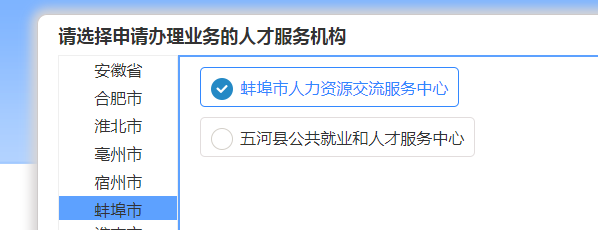 请选择申请办理业务的人才服务机构
安徽省
合肥市
淮北市
亳州市
宿州市
蚌埠市
蚌埠市人力资源交流服务中心
五河县公共就业和人才服务中心